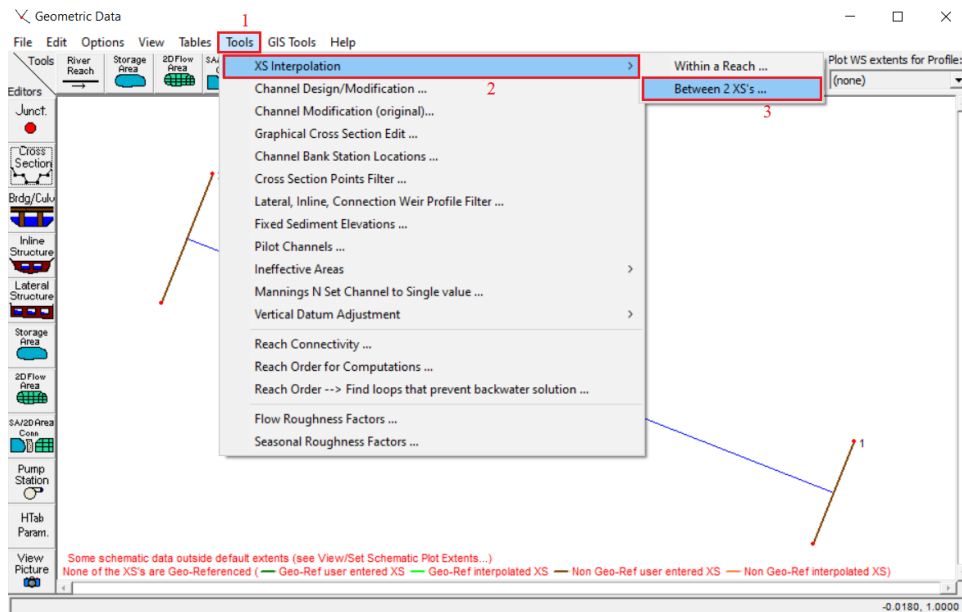 Geometric Data
1
File Edit Options View Tables Tools GIS Tools Help
Tools
Editors
River Reach
Storage Area
2D Flow Area
Plot WS extents for Profile:
(none)
XS Interpolation
2
Channel Design/Modification ...
Channel Modification (original)...
Graphical Cross Section Edit ...
Channel Bank Station Locations ...
Cross Section Points Filter ...
Lateral, Inline, Connection Weir Profile Filter ...
Fixed Sediment Elevations ...
Pilot Channels ...
Ineffective Areas
Mannings N Set Channel to Single value ...
Vertical Datum Adjustment
Reach Connectivity ...
Reach Order for Computations ...
Reach Order --> Find loops that prevent backwater solution ...
Flow Roughness Factors ...
Seasonal Roughness Factors ...
Within a Reach ...
Between 2 XS's ...
3
Junct.
Cross
Section
Brdg/Culv
Inline
Structure
Lateral
Structure
Storage
Area
2D Flow
Area
SA/2D Area
Conn
Pump
Station
HTab
Param.
View
Picture
1
Some schematic data outside default extents (see View/Set Schematic Plot Extents...)
None of the XS's are Geo-Referenced ( Geo-Ref user entered XS Geo-Ref interpolated XS Non Geo-Ref user entered XS Non Geo-Ref interpolated XS)
-0.0180, 1.0000